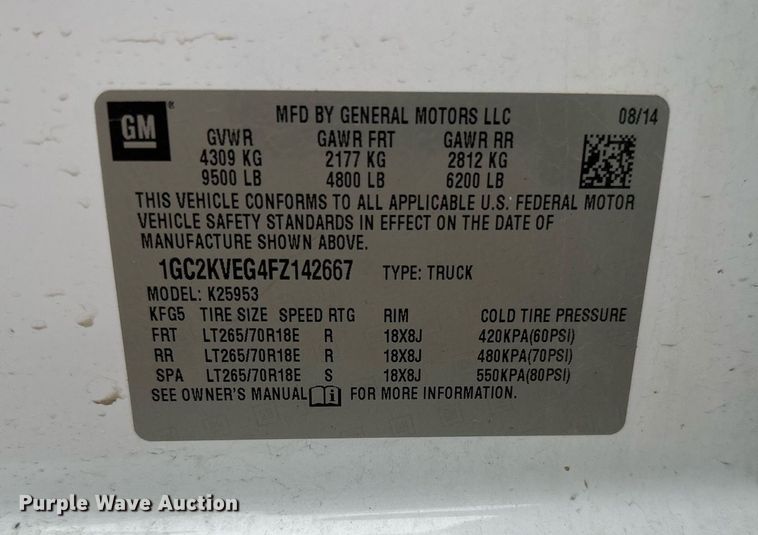 GM® MFD BY GENERAL MOTORS LLC 08/14
GVWR GAWR FRT GAWR RR
4309 KG 2177 KG 2812 KG
9500 LB 4800 LB 6200 LB
THIS VEHICLE CONFORMS TO ALL APPLICABLE U.S. FEDERAL MOTOR
VEHICLE SAFETY STANDARDS IN EFFECT ON THE DATE OF
MANUFACTURE SHOWN ABOVE.
1GC2KVEG4FZ142667 TYPE: TRUCK
MODEL: K25953
KFG5 TIRE SIZE SPEED RTG RIM COLD TIRE PRESSURE
FRT LT265/70R18E R 18X8J 420KPA(60PSI)
RR LT265/70R18E R 18X8J 480KPA(70PSI)
SPA LT265/70R18E S 18X8J 550KPA(80PSI)
SEE OWNER'S MANUAL i FOR MORE INFORMATION.
Purple Wave Auction